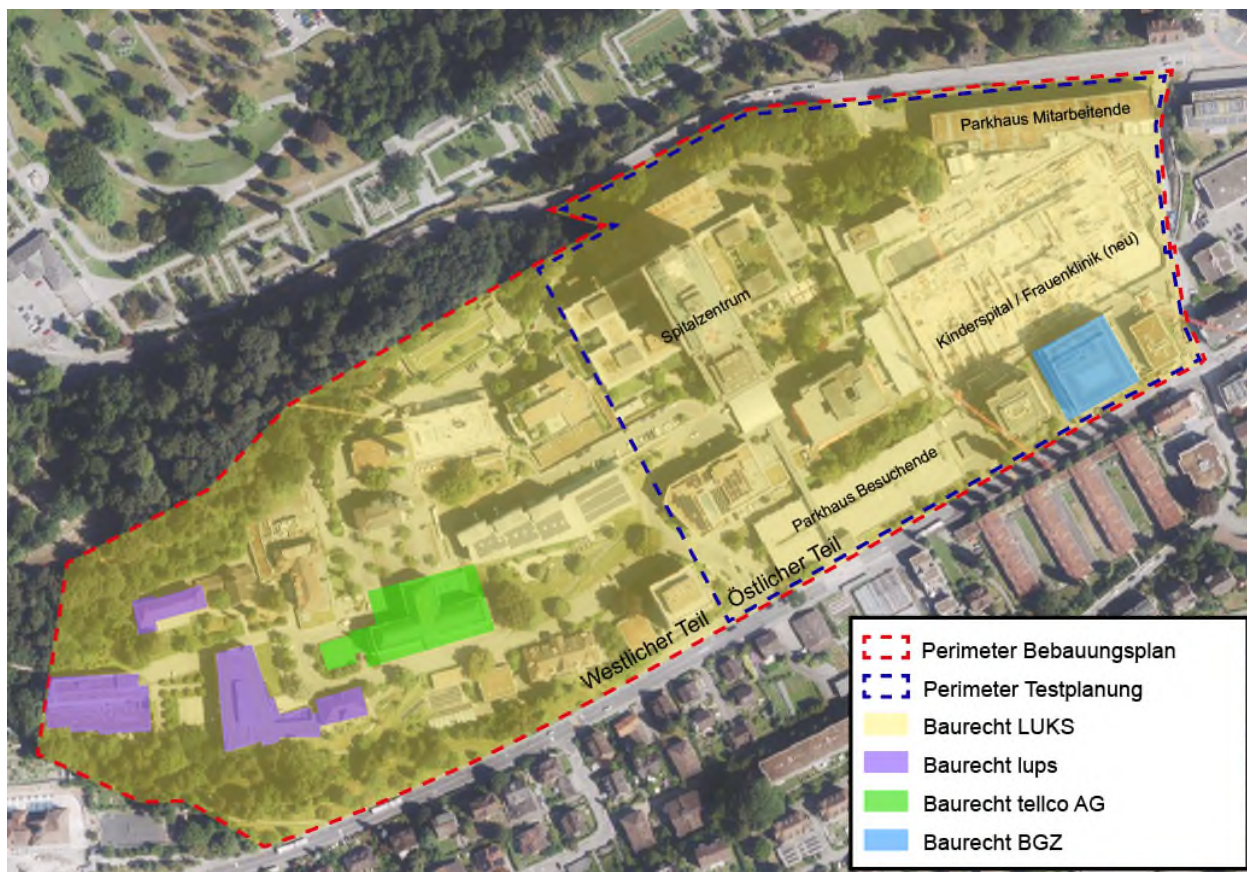 Parkhaus Mitarbeitende
Kinderspital / Frauenklinik (neu)
Spitalzentrum
Parkhaus Besuchende
Östlicher Teil
Westlicher Teil
Perimeter Bebauungsplan
Perimeter Testplanung
Baurecht LUKS
Baurecht lups
Baurecht tellco AG
Baurecht BGZ